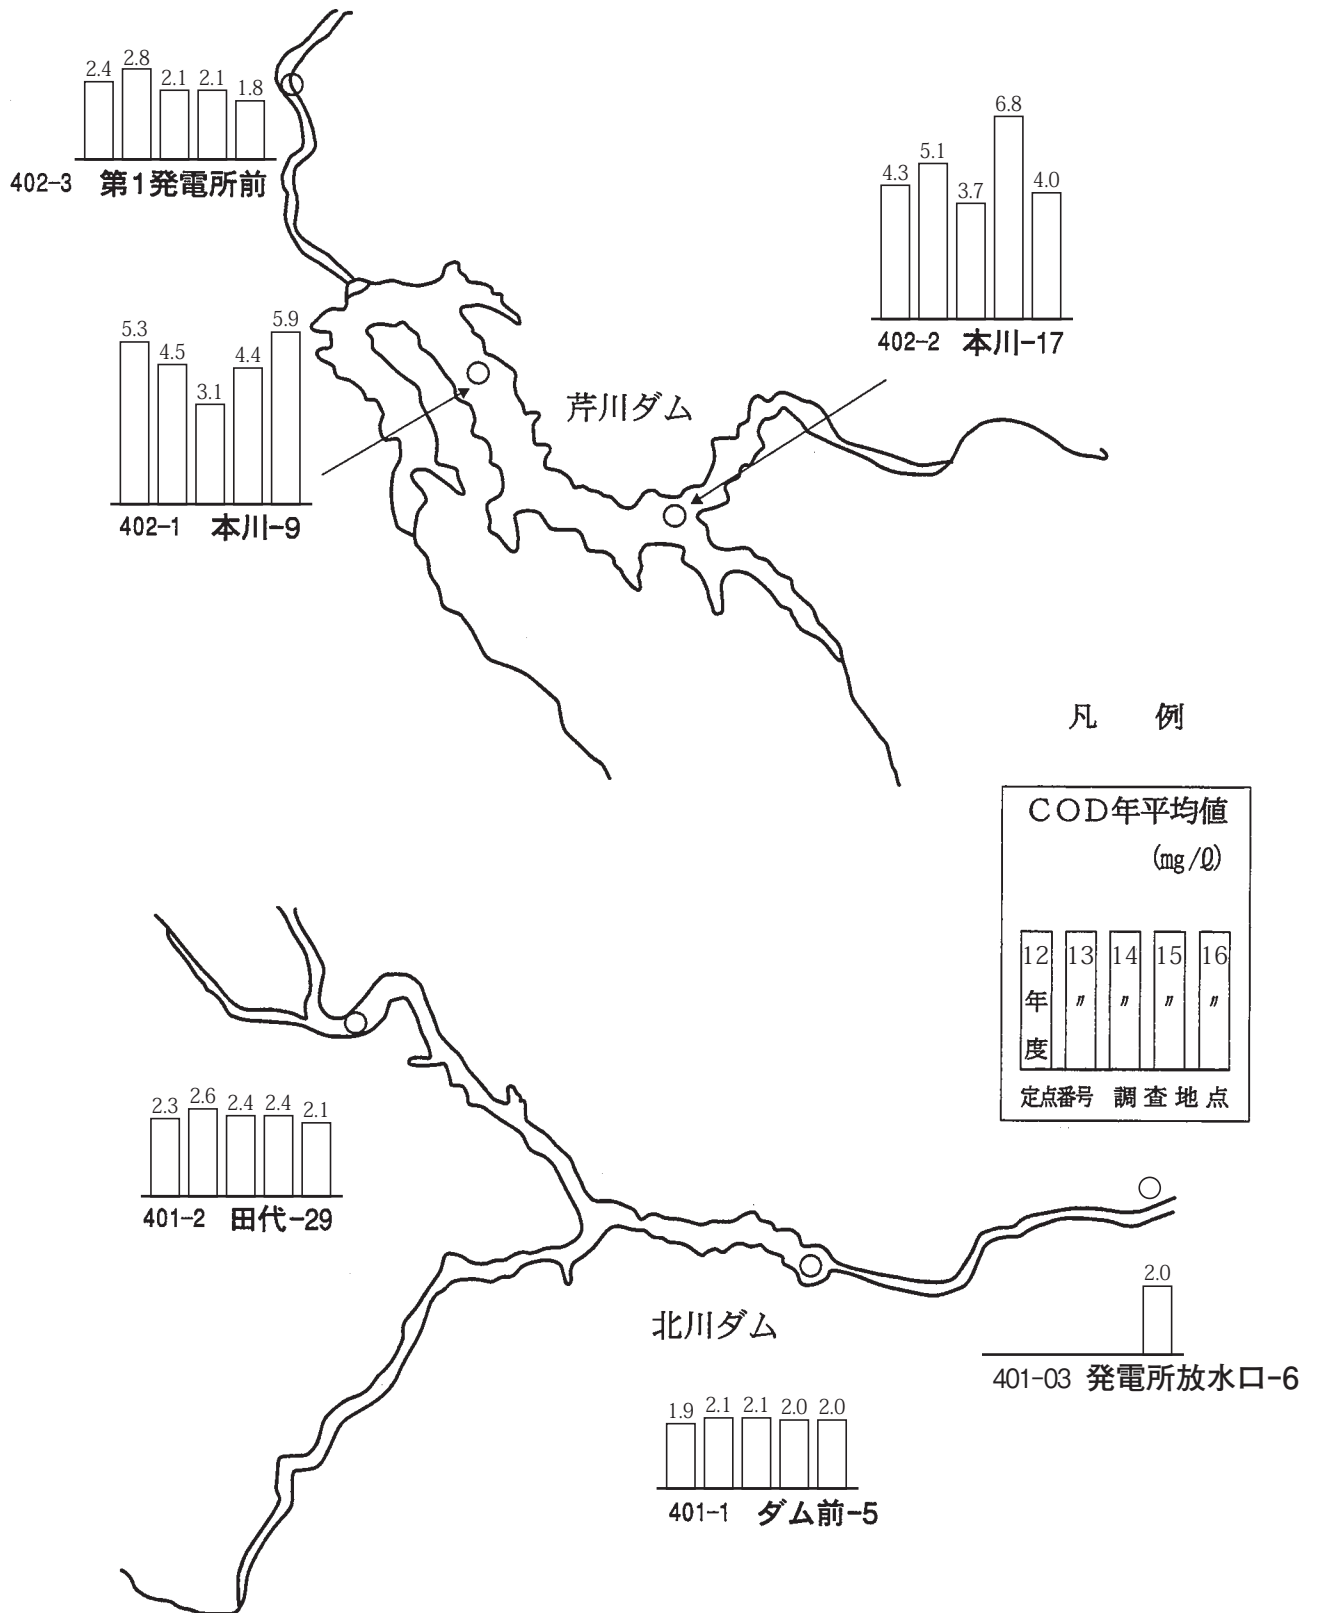 2.4 2.8 2.1 2.1 1.8
402-3 第1発電所前
4.3 5.1 3.7 6.8 4.0
402-2 本川-17
5.3 4.5 3.1 4.4 5.9
402-1 本川-9
芹川ダム
凡 例
COD年平均値
(mg/ℓ)
12 13 14 15 16
年 〃 〃 〃 〃
度
定点番号 調査地点
2.3 2.6 2.4 2.4 2.1
401-2 田代-29
北川ダム
2.0
401-03 発電所放水口-6
1.9 2.1 2.1 2.0 2.0
401-1 ダム前-5